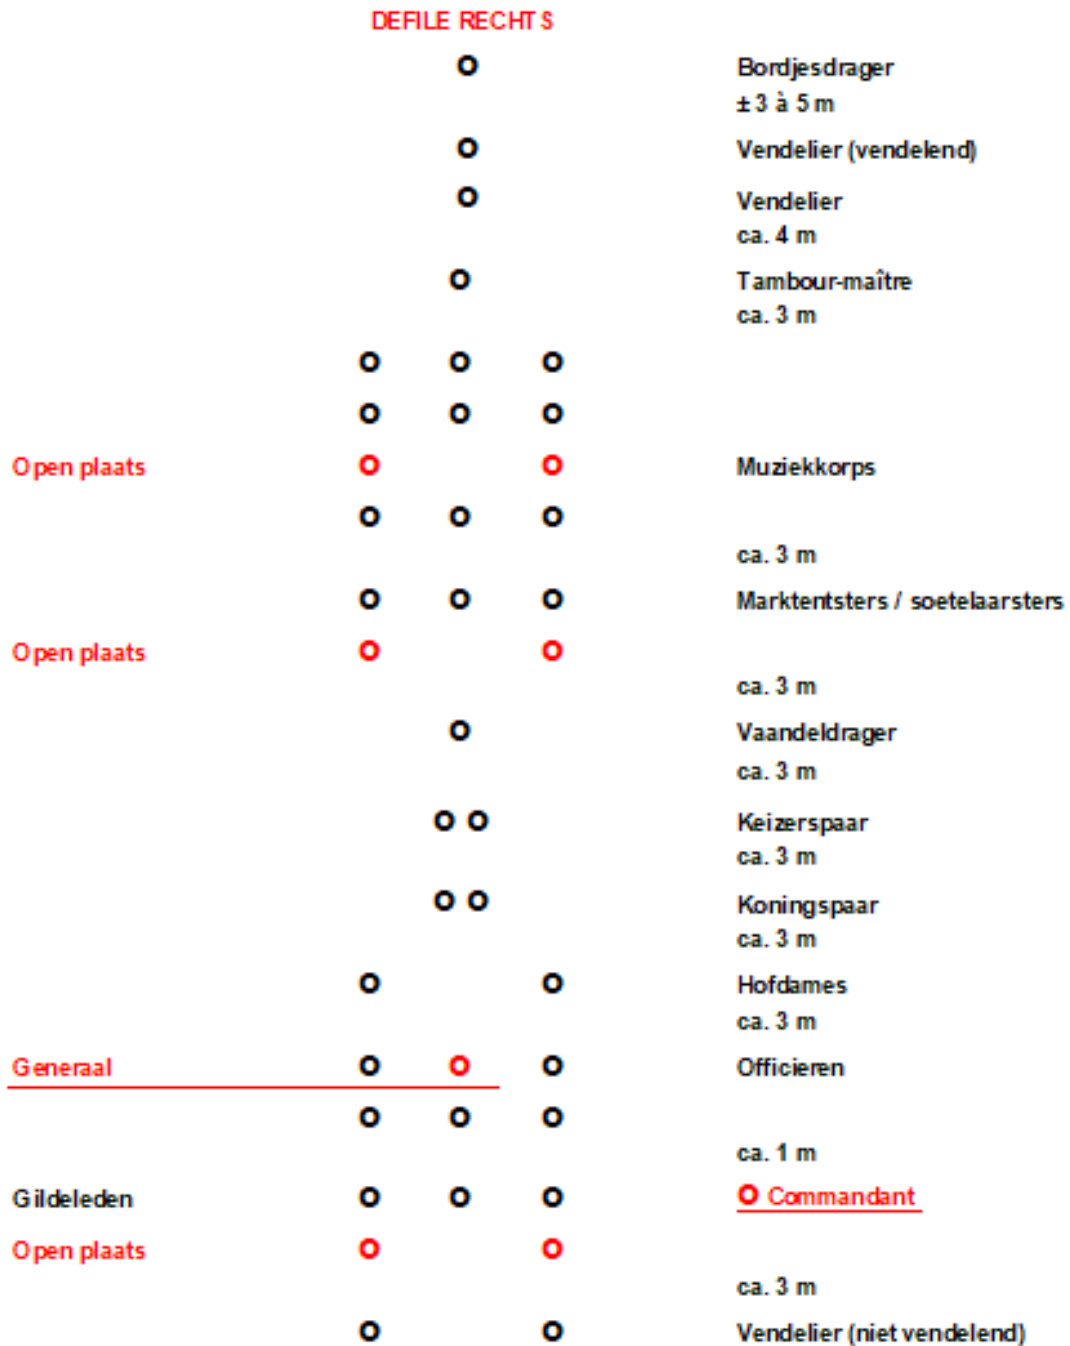 DEFILE RECHTS
Bordjesdrager
± 3 à 5 m
Vendelier (vendelend)
Vendelier
ca. 4 m
Tambour-maître
ca. 3 m
Open plaats
Muziekkorps
ca. 3 m
Marktentsters / soetelaarsters
Open plaats
ca. 3 m
Vaandeldrager
ca. 3 m
Keizerspaar
ca. 3 m
Koningspaar
ca. 3 m
Hofdames
ca. 3 m
Generaal
Officieren
ca. 1 m
Gildeleden
Commandant
Open plaats
ca. 3 m
Vendelier (niet vendelend)